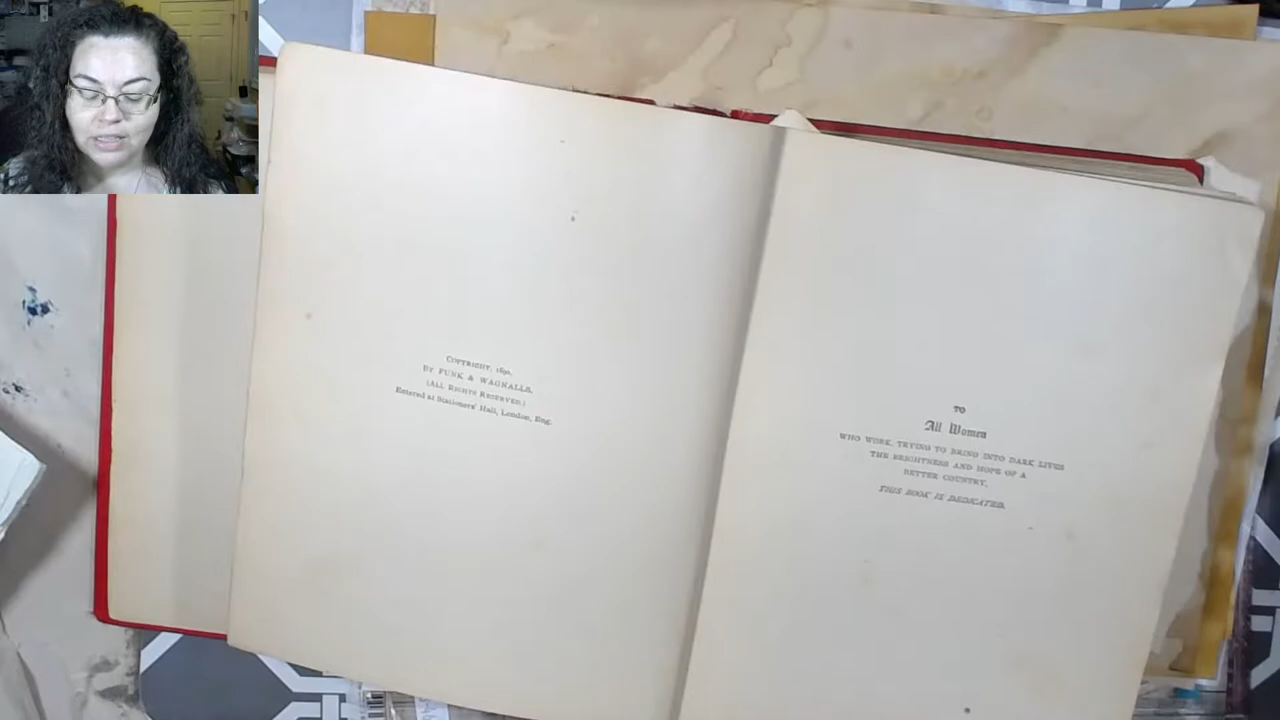 COPYRIGHT, 1890,
BY FUNK & WAGNALLS.
(ALL RIGHTS RESERVED.)
Entered at Stationers' Hall, London, Eng.
TO
All Women
WHO WORK, TRYING TO BRING INTO DARK LIVES
THE BRIGHTNESS AND HOPE OF A
BETTER COUNTRY,
THIS BOOK IS DEDICATED.